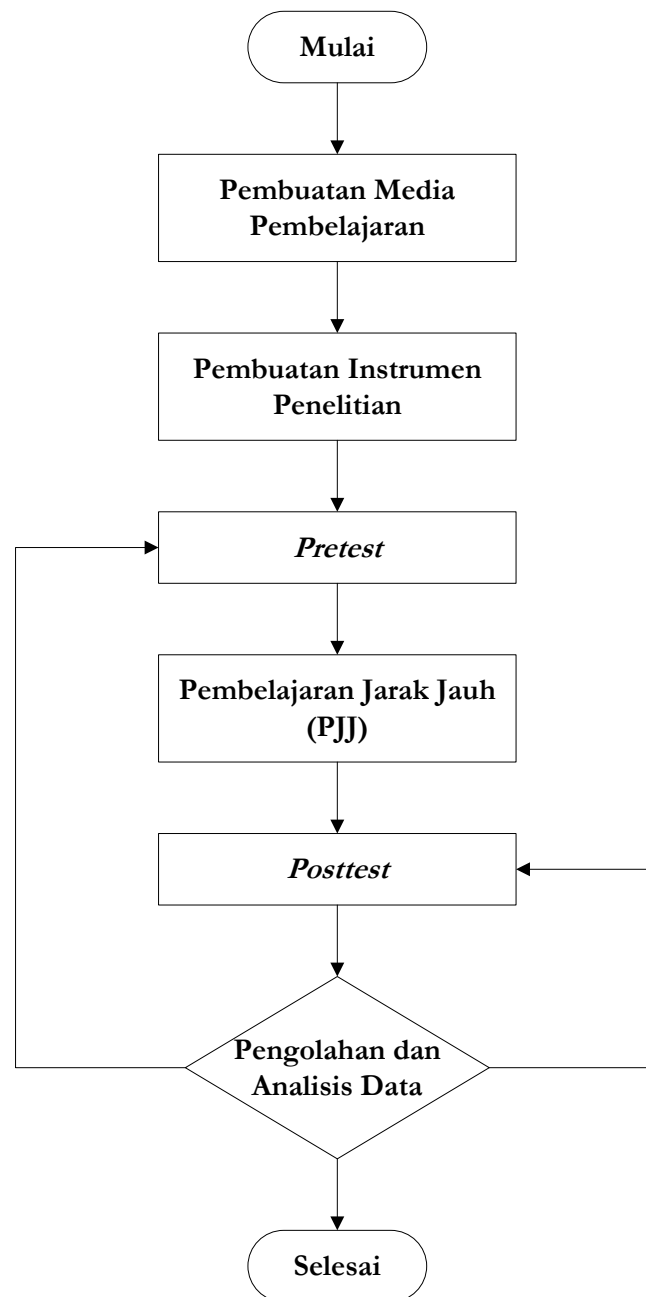 Mulai
Pembuatan Media
Pembelajaran
Pembuatan Instrumen
Penelitian
Pretest
Pembelajaran Jarak Jauh
(PJJ)
Posttest
Pengolahan dan
Analisis Data
Selesai